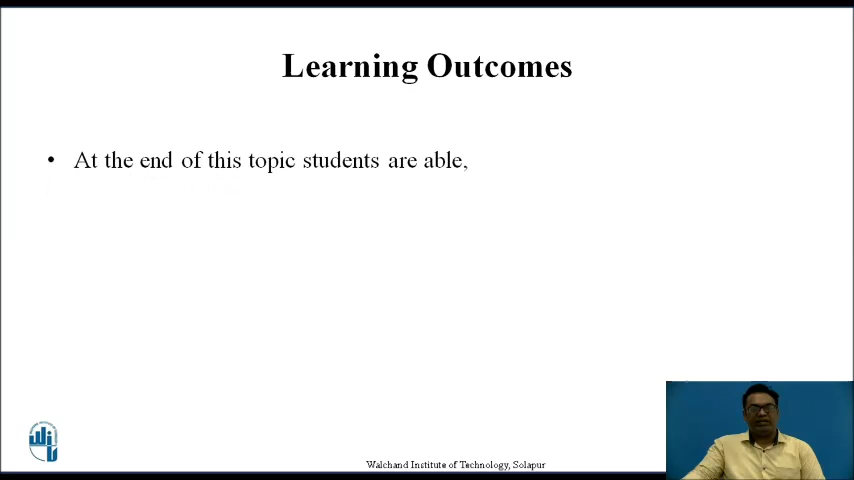 Learning Outcomes
• At the end of this topic students are able,
Walchand Institute of Technology, Solapur